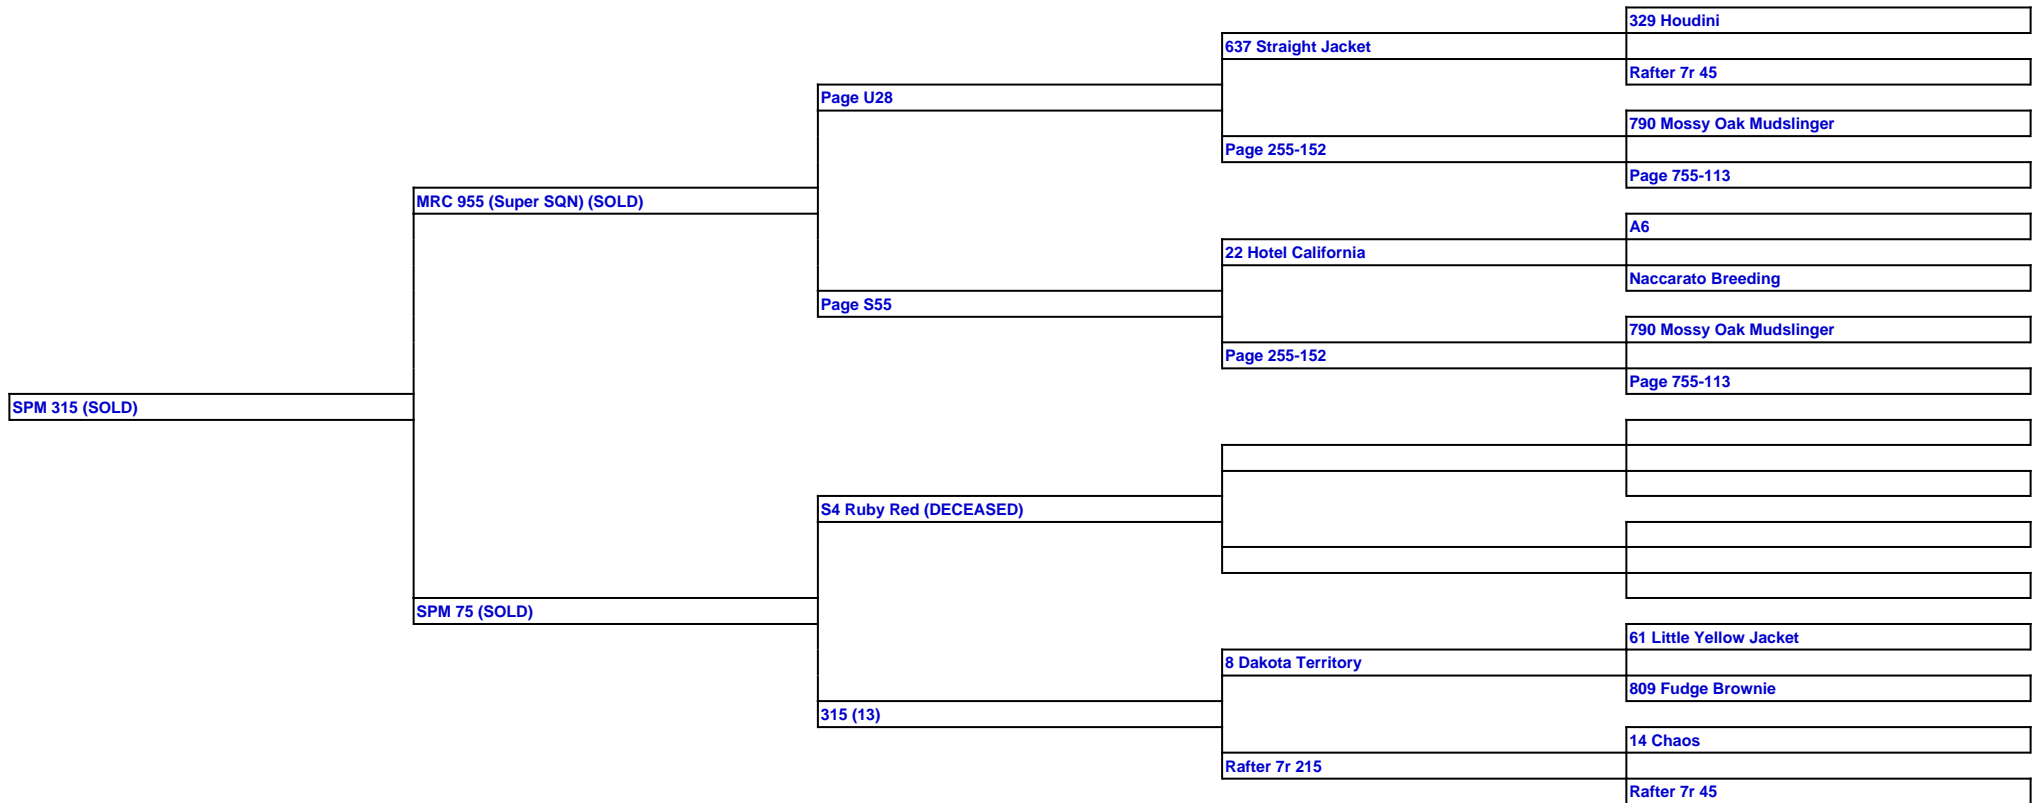 329 Houdini
637 Straight Jacket
Rafter 7r 45
Page U28
790 Mossy Oak Mudslinger
Page 255-152
Page 755-113
MRC 955 (Super SQN) (SOLD)
A6
22 Hotel California
Naccarato Breeding
Page S55
790 Mossy Oak Mudslinger
Page 255-152
Page 755-113
SPM 315 (SOLD)
S4 Ruby Red (DECEASED)
SPM 75 (SOLD)
61 Little Yellow Jacket
8 Dakota Territory
809 Fudge Brownie
315 (13)
14 Chaos
Rafter 7r 215
Rafter 7r 45